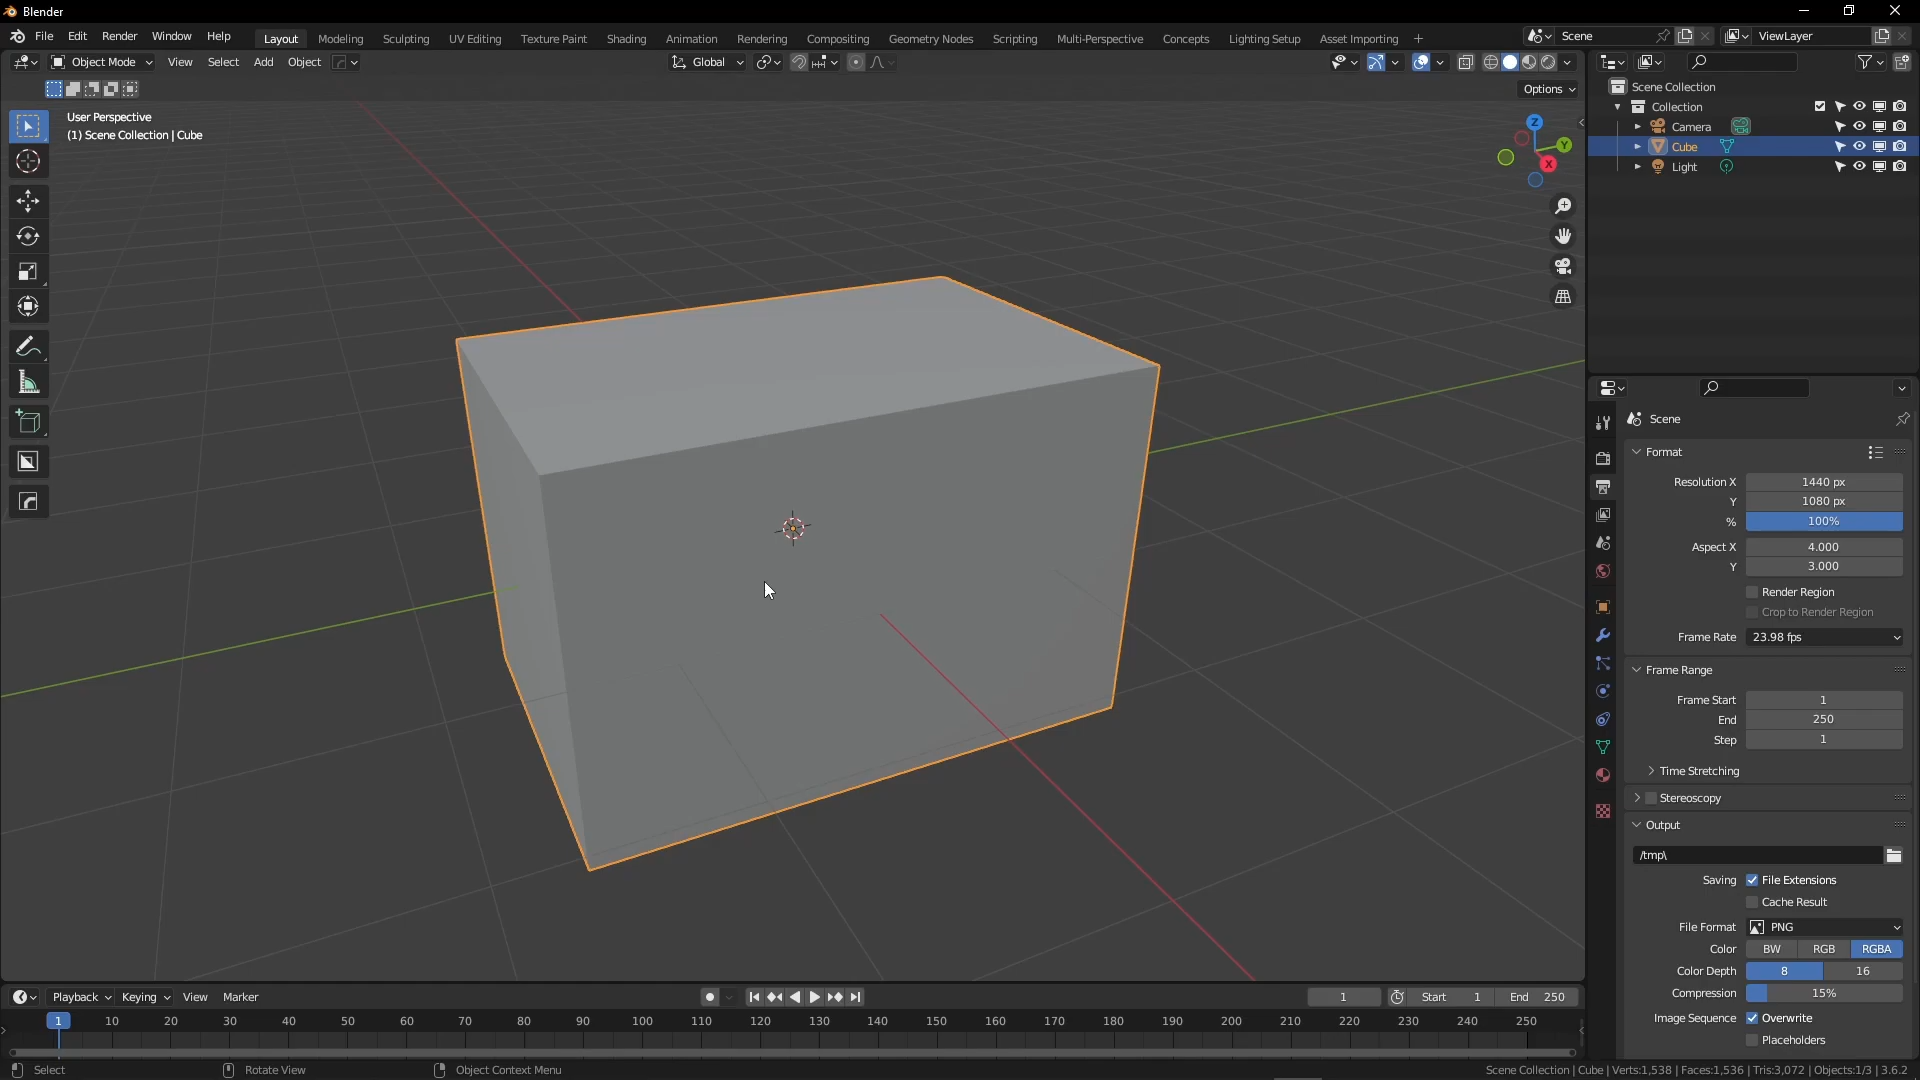 Blender
File Edit Render Window Help Layout Modeling Sculpting UV Editing Texture Paint Shading Animation Rendering Compositing Geometry Nodes Scripting Multi-Perspective Concepts Lighting Setup Asset Importing + Scene ViewLayer
Object Mode View Select Add Object Global
Options
User Perspective
(1) Scene Collection | Cube
Z
Y
X
Scene Collection
Collection
Camera
Cube
Light
Scene
Format
Resolution X 1440 px
Y 1080 px
% 100%
Aspect X 4.000
Y 3.000
Render Region
Crop to Render Region
Frame Rate 23.98 fps
Frame Range
Frame Start 1
End 250
Step 1
Time Stretching
Stereoscopy
Output
/tmp\
Saving File Extensions
Cache Result
File Format PNG
Color BW RGB RGBA
Color Depth 8 16
Compression 15%
Image Sequence Overwrite
Placeholders
Playback Keying View Marker 1 Start 1 End 250
1 10 20 30 40 50 60 70 80 90 100 110 120 130 140 150 160 170 180 190 200 210 220 230 240 250
Select Rotate View Object Context Menu Scene Collection | Cube | Verts:1,538 | Faces:1,536 | Tris:3,072 | Objects:1/3 | 3.6.2